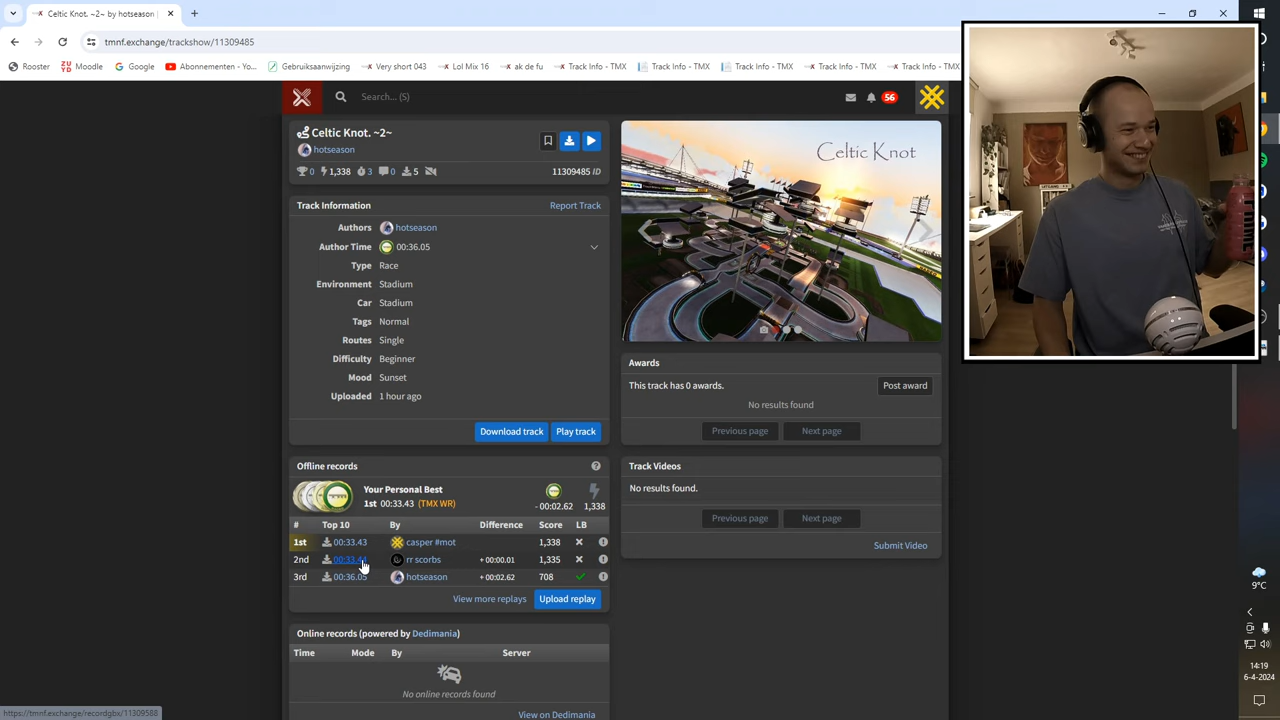 Celtic Knot. ~2~ by hotseason
tmnf.exchange/trackshow/11309485
Rooster
Moodle
Google
Abonnementen - Yo...
Gebruiksaanwijzing
Very short 043
Lol Mix 16
ak de fu
Track Info - TMX
Track Info - TMX
Track Info - TMX
Track Info - TMX
Track Info - TMX
Search... (S)
56
Celtic Knot. ~2~
hotseason
0 1,338 3 0 5 11309485 ID
Track Information Report Track
Authors hotseason
Author Time 00:36.05
Type Race
Environment Stadium
Car Stadium
Tags Normal
Routes Single
Difficulty Beginner
Mood Sunset
Uploaded 1 hour ago
Download track Play track
Celtic Knot
Awards
This track has 0 awards. Post award
No results found
Previous page Next page
Offline records
Your Personal Best
1st 00:33.43 (TMX WR) - 00:02.62 1,338
# Top 10 By Difference Score LB
1st 00:33.43 casper #mot 1,338
2nd 00:33.44 rr scorbs + 00:00.01 1,335
3rd 00:36.05 hotseason + 00:02.62 708
View more replays Upload replay
Track Videos
No results found.
Previous page Next page
Submit Video
Online records (powered by Dedimania)
Time Mode By Server
No online records found
View on Dedimania
https://tmnf.exchange/recordgbx/11309588
9°C
14:19
6-4-2024